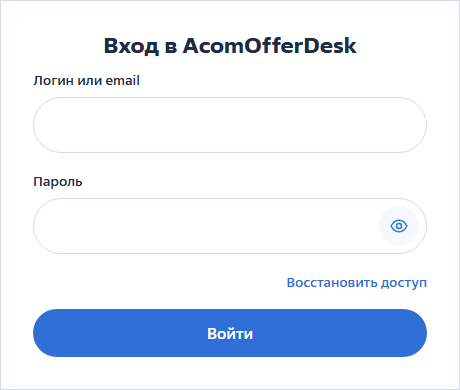 Вход в AcomOfferDesk
Логин или email
Пароль
Восстановить доступ
Войти